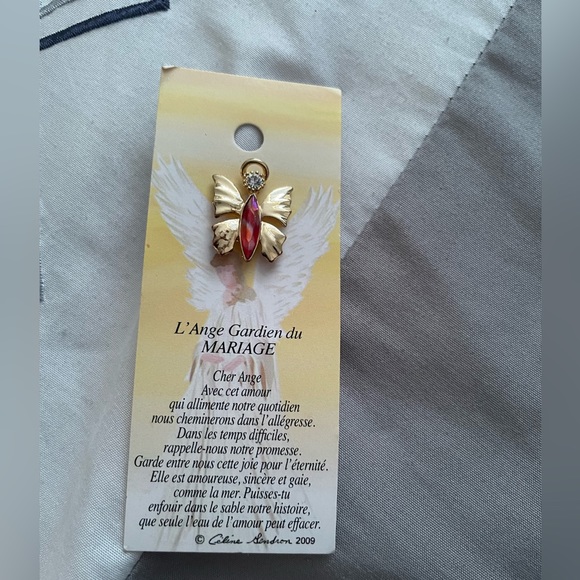 L'Ange Gardien du
MARIAGE
Cher Ange
Avec cet amour
qui allimente notre quotidien
nous cheminerons dans l'allégresse.
Dans les temps difficiles,
rappelle-nous notre promesse.
Garde entre nous cette joie pour l'éternité.
Elle est amoureuse, sincère et gaie,
comme la mer. Puisses-tu
enfouir dans le sable notre histoire,
que seule l'eau de l'amour peut effacer.
© Céline Gendron 2009